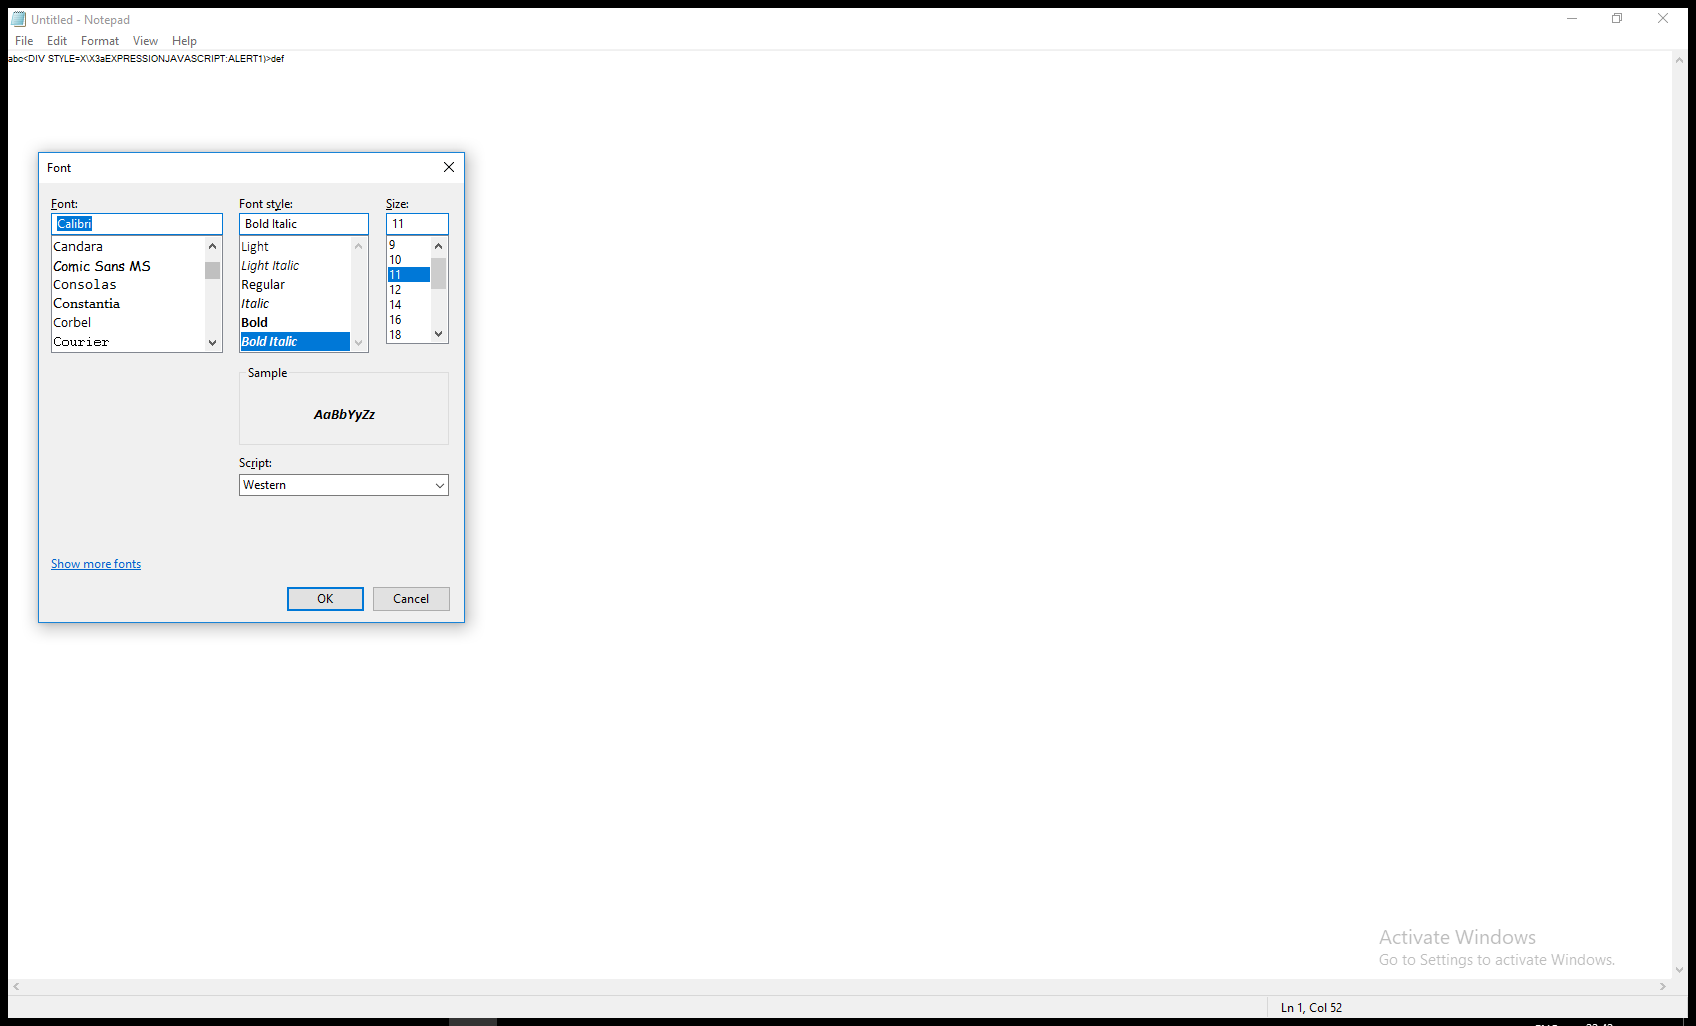 Untitled - Notepad
File Edit Format View Help
abc<DIV STYLE=X\X3aEXPRESSIONJAVASCRIPT:ALERT1)>def
Font
Font: Font style: Size:
Calibri Bold Italic 11
Candara
Comic Sans MS
Consolas
Constantia
Corbel
Courier
Light
Light Italic
Regular
Italic
Bold
Bold Italic
9
10
11
12
14
16
18
Sample
AaBbYyZz
Script:
Western
Show more fonts
OK Cancel
Activate Windows
Go to Settings to activate Windows.
Ln 1, Col 52